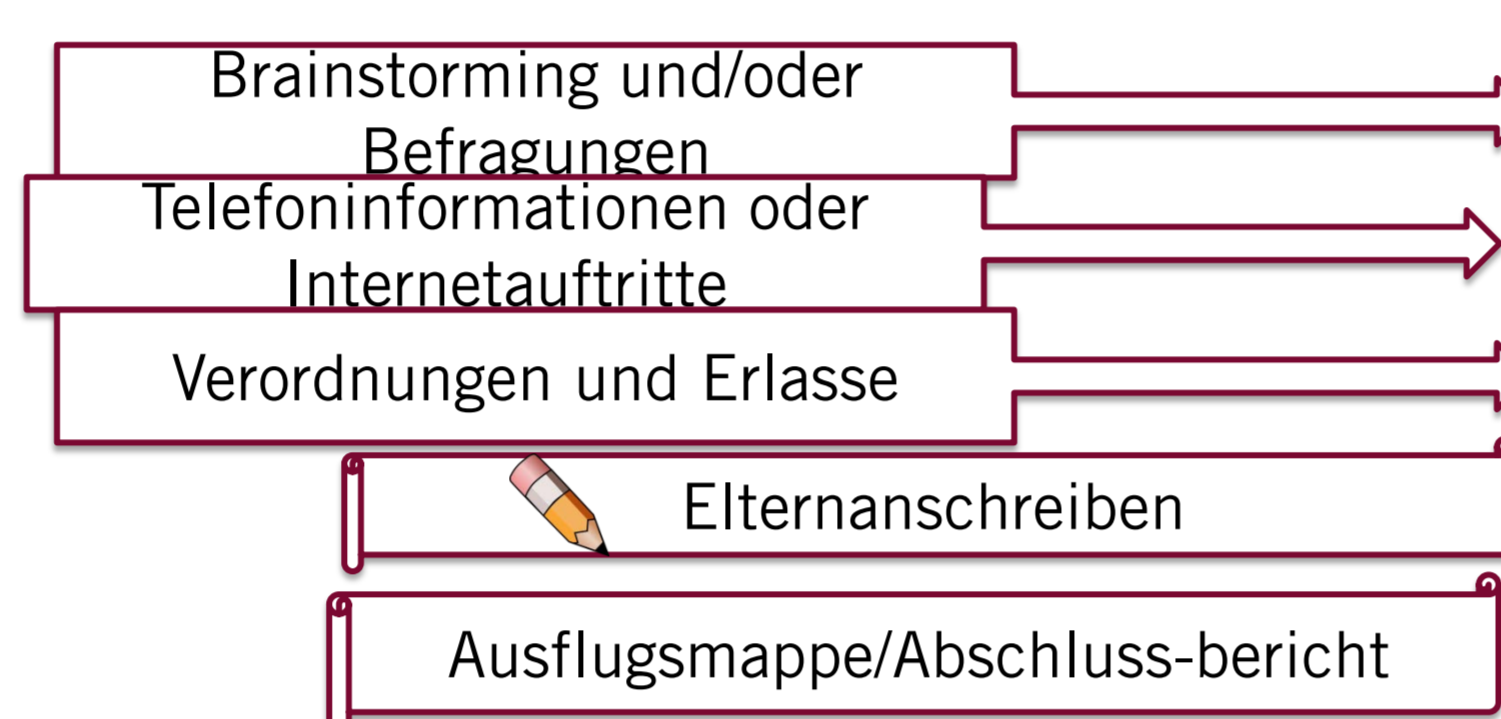 Brainstorming und/oder
Befragungen
Telefoninformationen oder
Internetauftritte
Verordnungen und Erlasse
Elternanschreiben
Ausflugsmappe/Abschluss-bericht